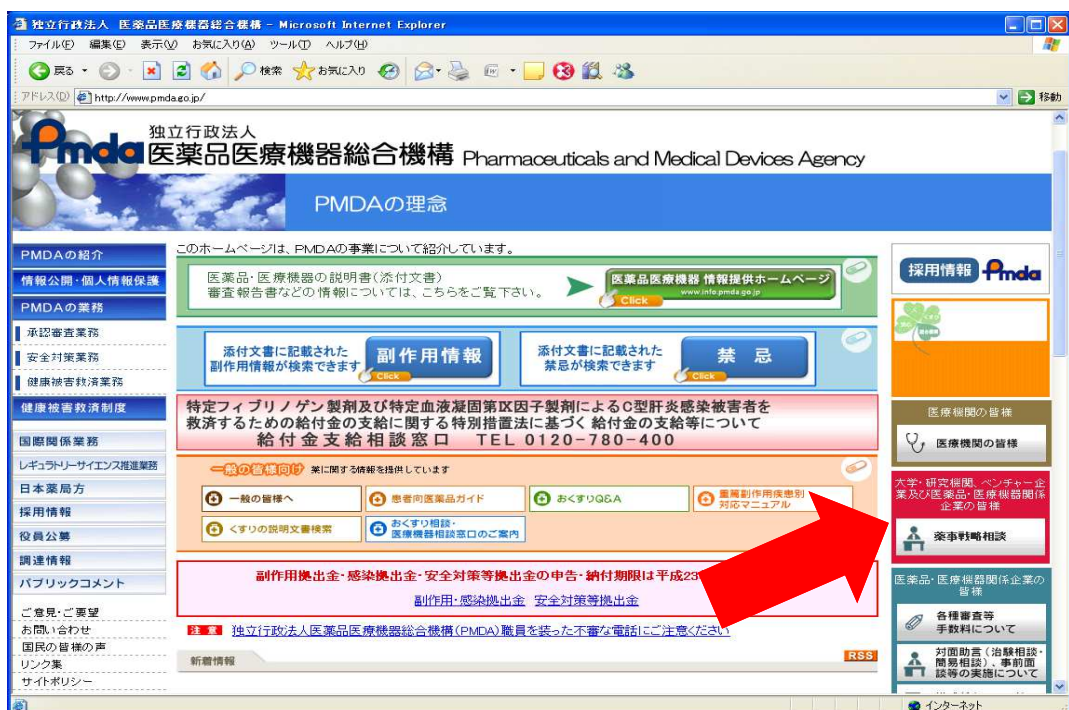 独立行政法人 医薬品医療機器総合機構 - Microsoft Internet Explorer
ファイル(F) 編集(E) 表示(V) お気に入り(A) ツール(T) ヘルプ(H)
戻る 検索 お気に入り
アドレス(D) http://www.pmda.go.jp/ 移動
Pmda 独立行政法人
医薬品医療機器総合機構 Pharmaceuticals and Medical Devices Agency
PMDAの理念
PMDAの紹介
情報公開・個人情報保護
PMDAの業務
承認審査業務
安全対策業務
健康被害救済業務
健康被害救済制度
国際関係業務
レギュラトリーサイエンス推進業務
日本薬局方
採用情報
役員公募
調達情報
パブリックコメント
ご意見・ご要望
お問い合わせ
国民の皆様の声
リンク集
サイトポリシー
このホームページは、PMDAの事業について紹介しています。
医薬品・医療機器の説明書(添付文書)
審査報告書などの情報については、こちらをご覧下さい。
医薬品医療機器 情報提供ホームページ
www.info.pmda.go.jp
Click
添付文書に記載された
副作用情報が検索できます
副作用情報
Click
添付文書に記載された
禁忌が検索できます
禁 忌
Click
特定フィブリノゲン製剤及び特定血液凝固第Ⅸ因子製剤によるC型肝炎感染被害者を
救済するための給付金の支給に関する特別措置法に基づく給付金の支給等について
給付金支給相談窓口 TEL 0120-780-400
一般の皆様向け 薬に関する情報を提供しています
一般の皆様へ
患者向医薬品ガイド
おくすりQ&A
重篤副作用疾患別
対応マニュアル
くすりの説明文書検索
おくすり相談・
医療機器相談窓口のご案内
副作用拠出金・感染拠出金・安全対策等拠出金の申告・納付期限は平成23
副作用・感染拠出金 安全対策等拠出金
注 意 独立行政法人医薬品医療機器総合機構(PMDA)職員を装った不審な電話にご注意ください
新着情報
RSS
採用情報 Pmda
医療機関の皆様
医療機関の皆様
大学・研究機関、ベンチャー企
業及び医薬品・医療機器関係
企業の皆様
薬事戦略相談
医薬品・医療機器関係企業の
皆様
各種審査等
手数料について
対面助言(治験相談・
簡易相談)、事前面
談等の実施について
インターネット